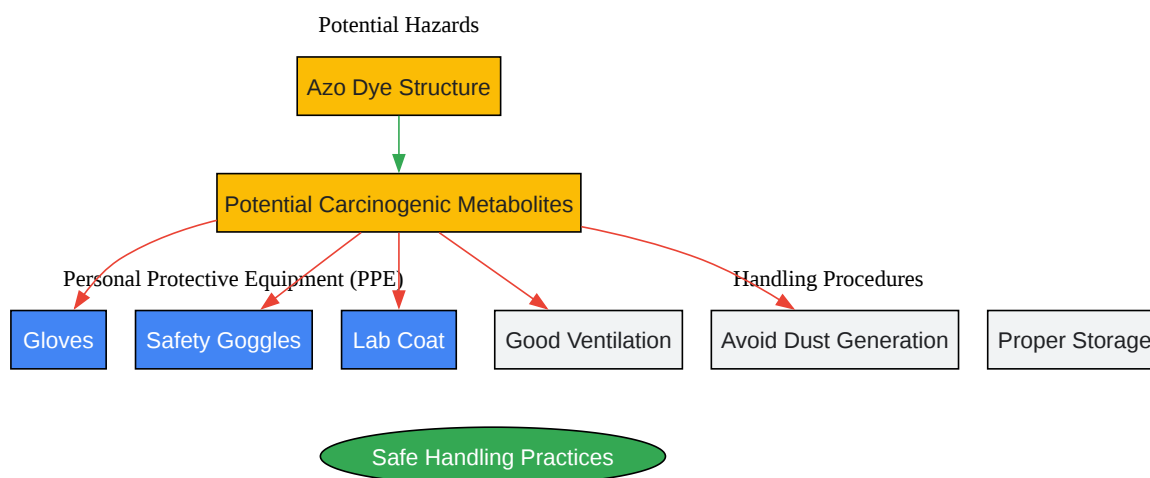 Potential Hazards
Azo Dye Structure
Potential Carcinogenic Metabolites
Personal Protective Equipment (PPE)
Handling Procedures
Gloves
Safety Goggles
Lab Coat
Good Ventilation
Avoid Dust Generation
Proper Storage
Safe Handling Practices